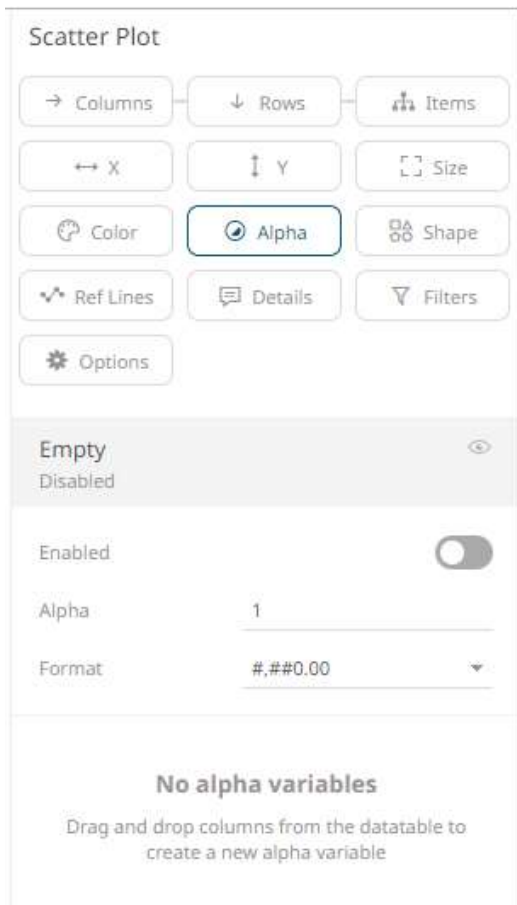 Scatter Plot
Columns Rows Items
X Y Size
Color Alpha Shape
Ref Lines Details Filters
Options
Empty
Disabled
Enabled
Alpha 1
Format #,##0.00
No alpha variables
Drag and drop columns from the datatable to
create a new alpha variable